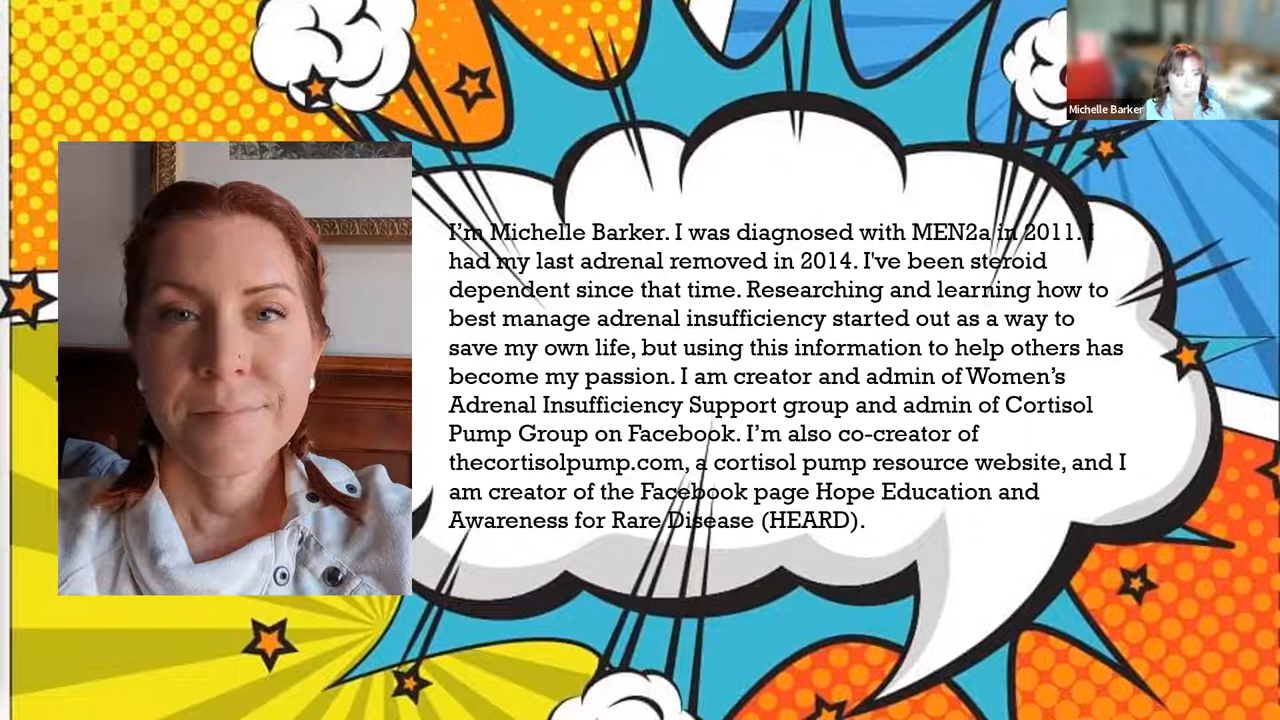 Michelle Barker
I’m Michelle Barker. I was diagnosed with MEN2a in 2011. I
had my last adrenal removed in 2014. I've been steroid
dependent since that time. Researching and learning how to
best manage adrenal insufficiency started out as a way to
save my own life, but using this information to help others has
become my passion. I am creator and admin of Women’s
Adrenal Insufficiency Support group and admin of Cortisol
Pump Group on Facebook. I’m also co-creator of
thecortisolpump.com, a cortisol pump resource website, and I
am creator of the Facebook page Hope Education and
Awareness for Rare Disease (HEARD).